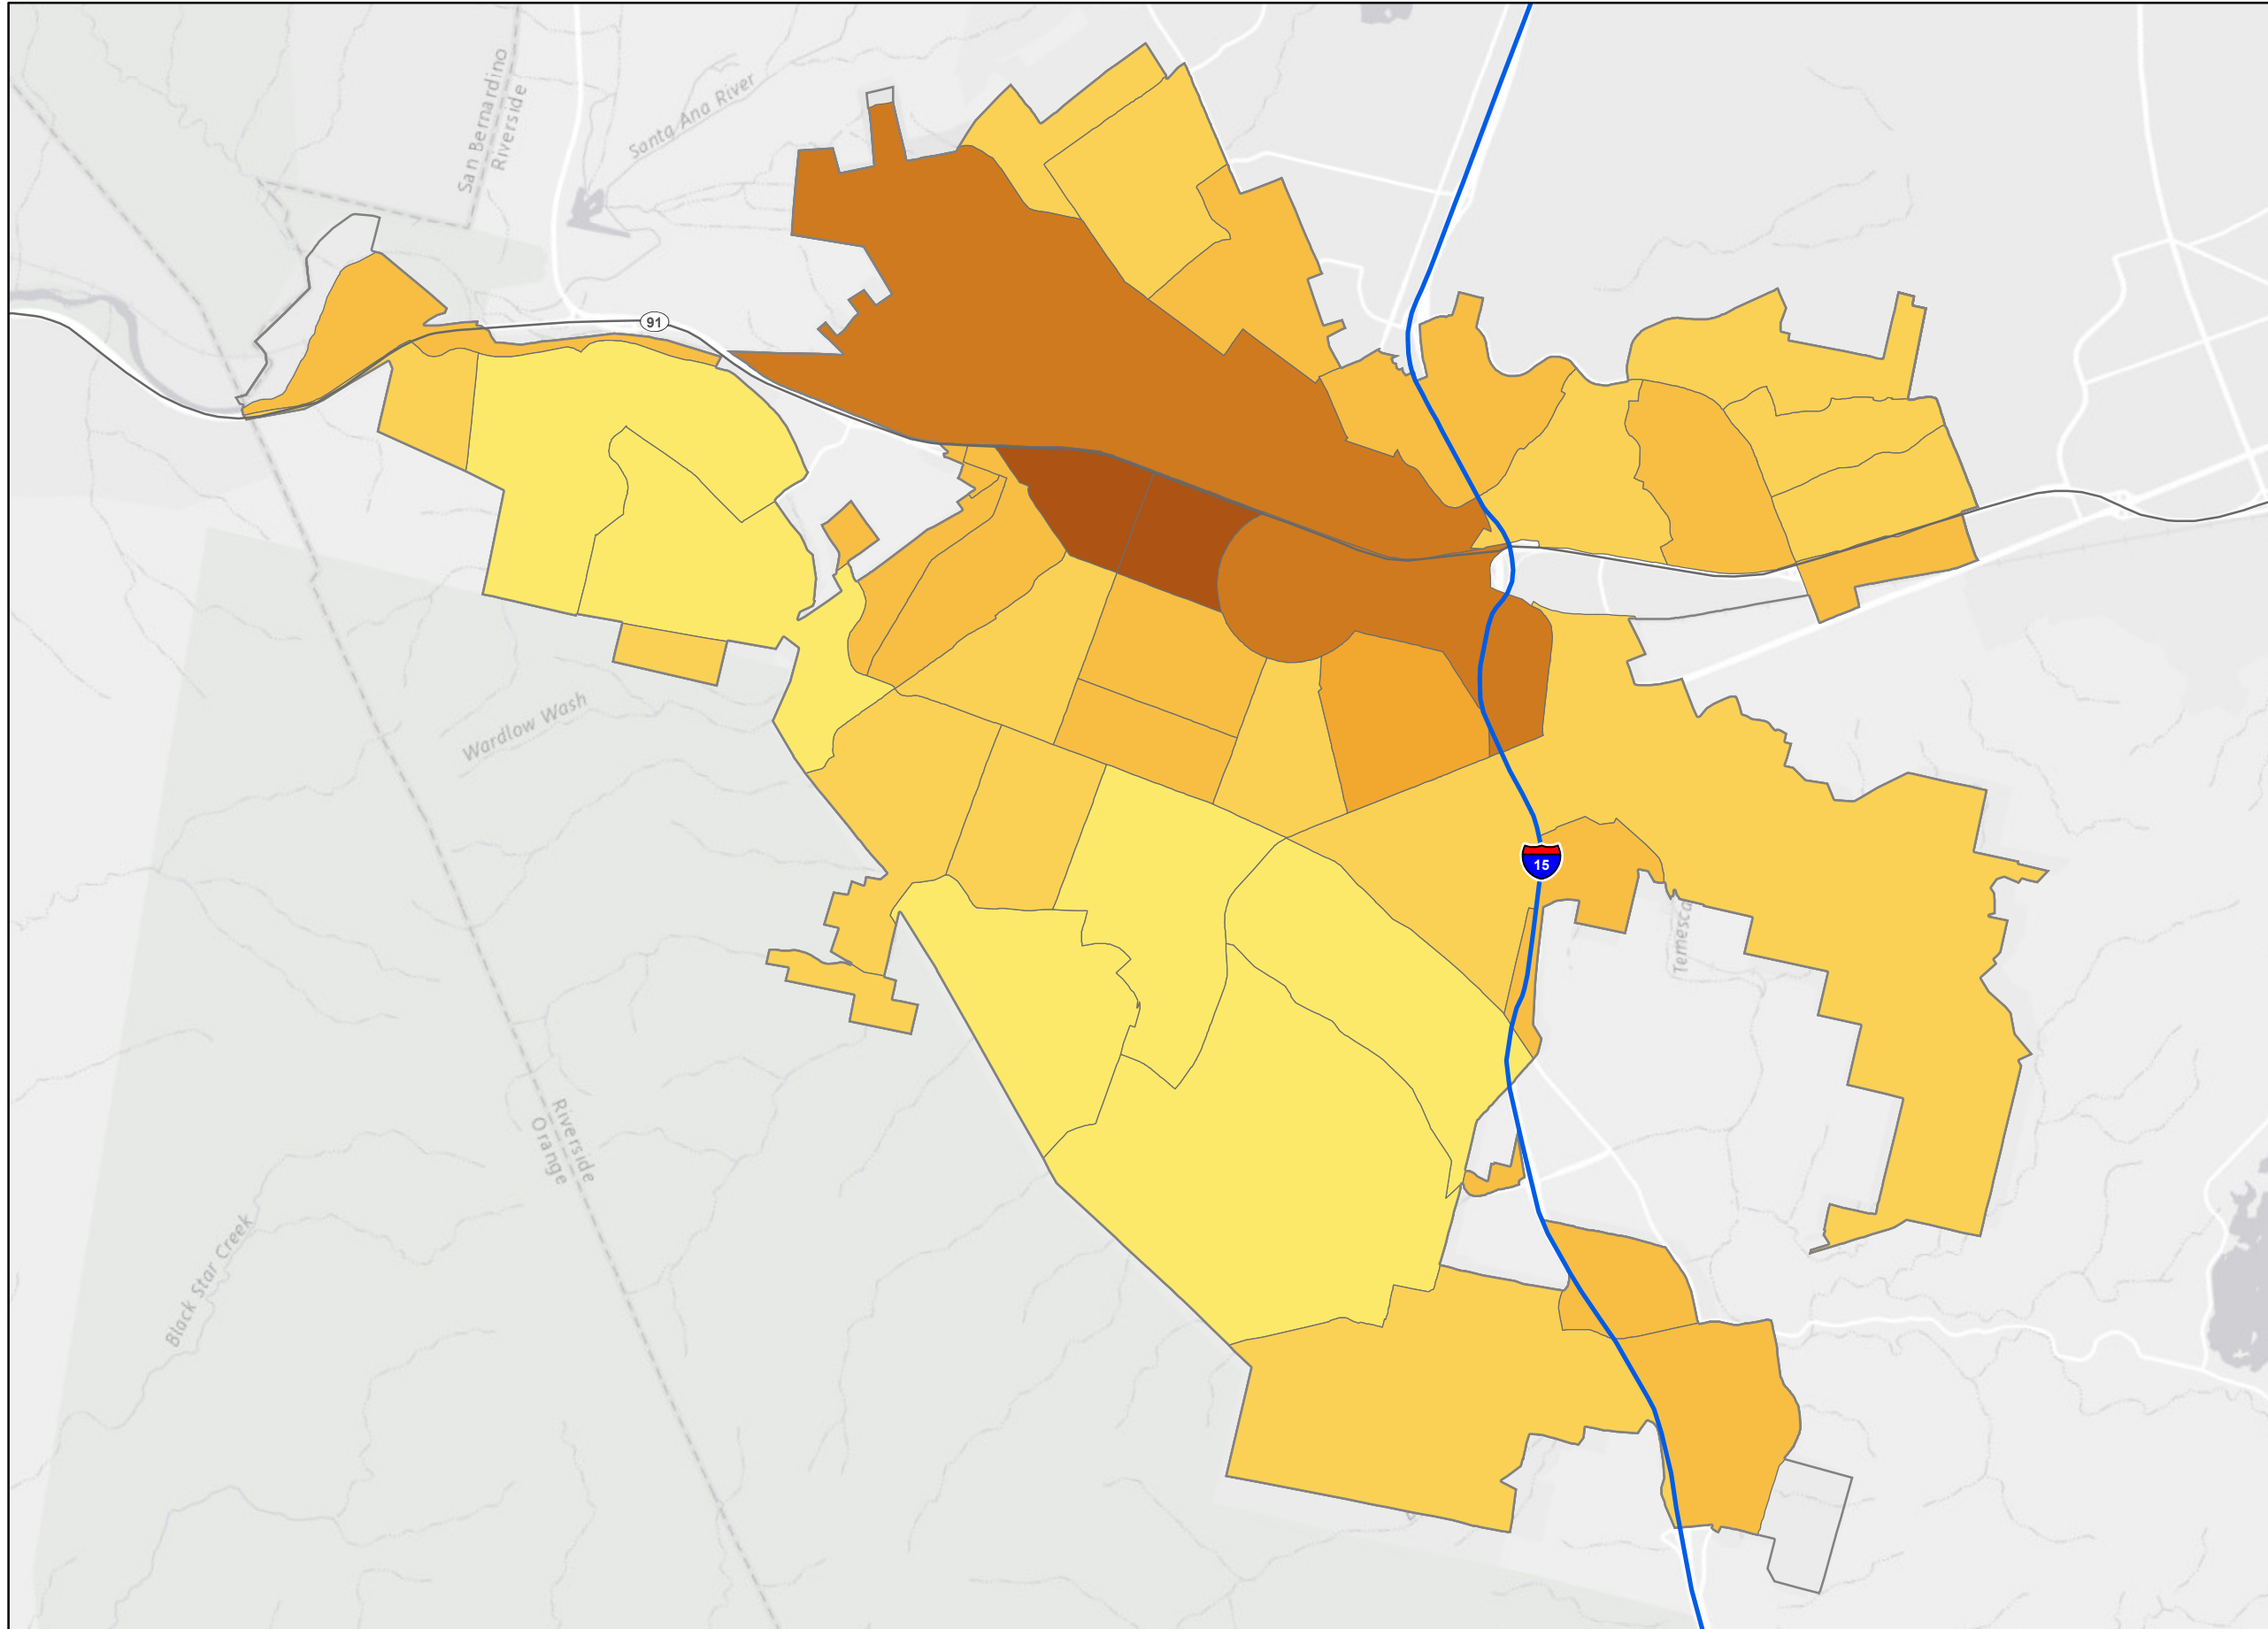 San Bernardino
Riverside
Santa Ana River
91
Wardlow Wash
15
Temesca
Riverside
Orange
Black Star Creek